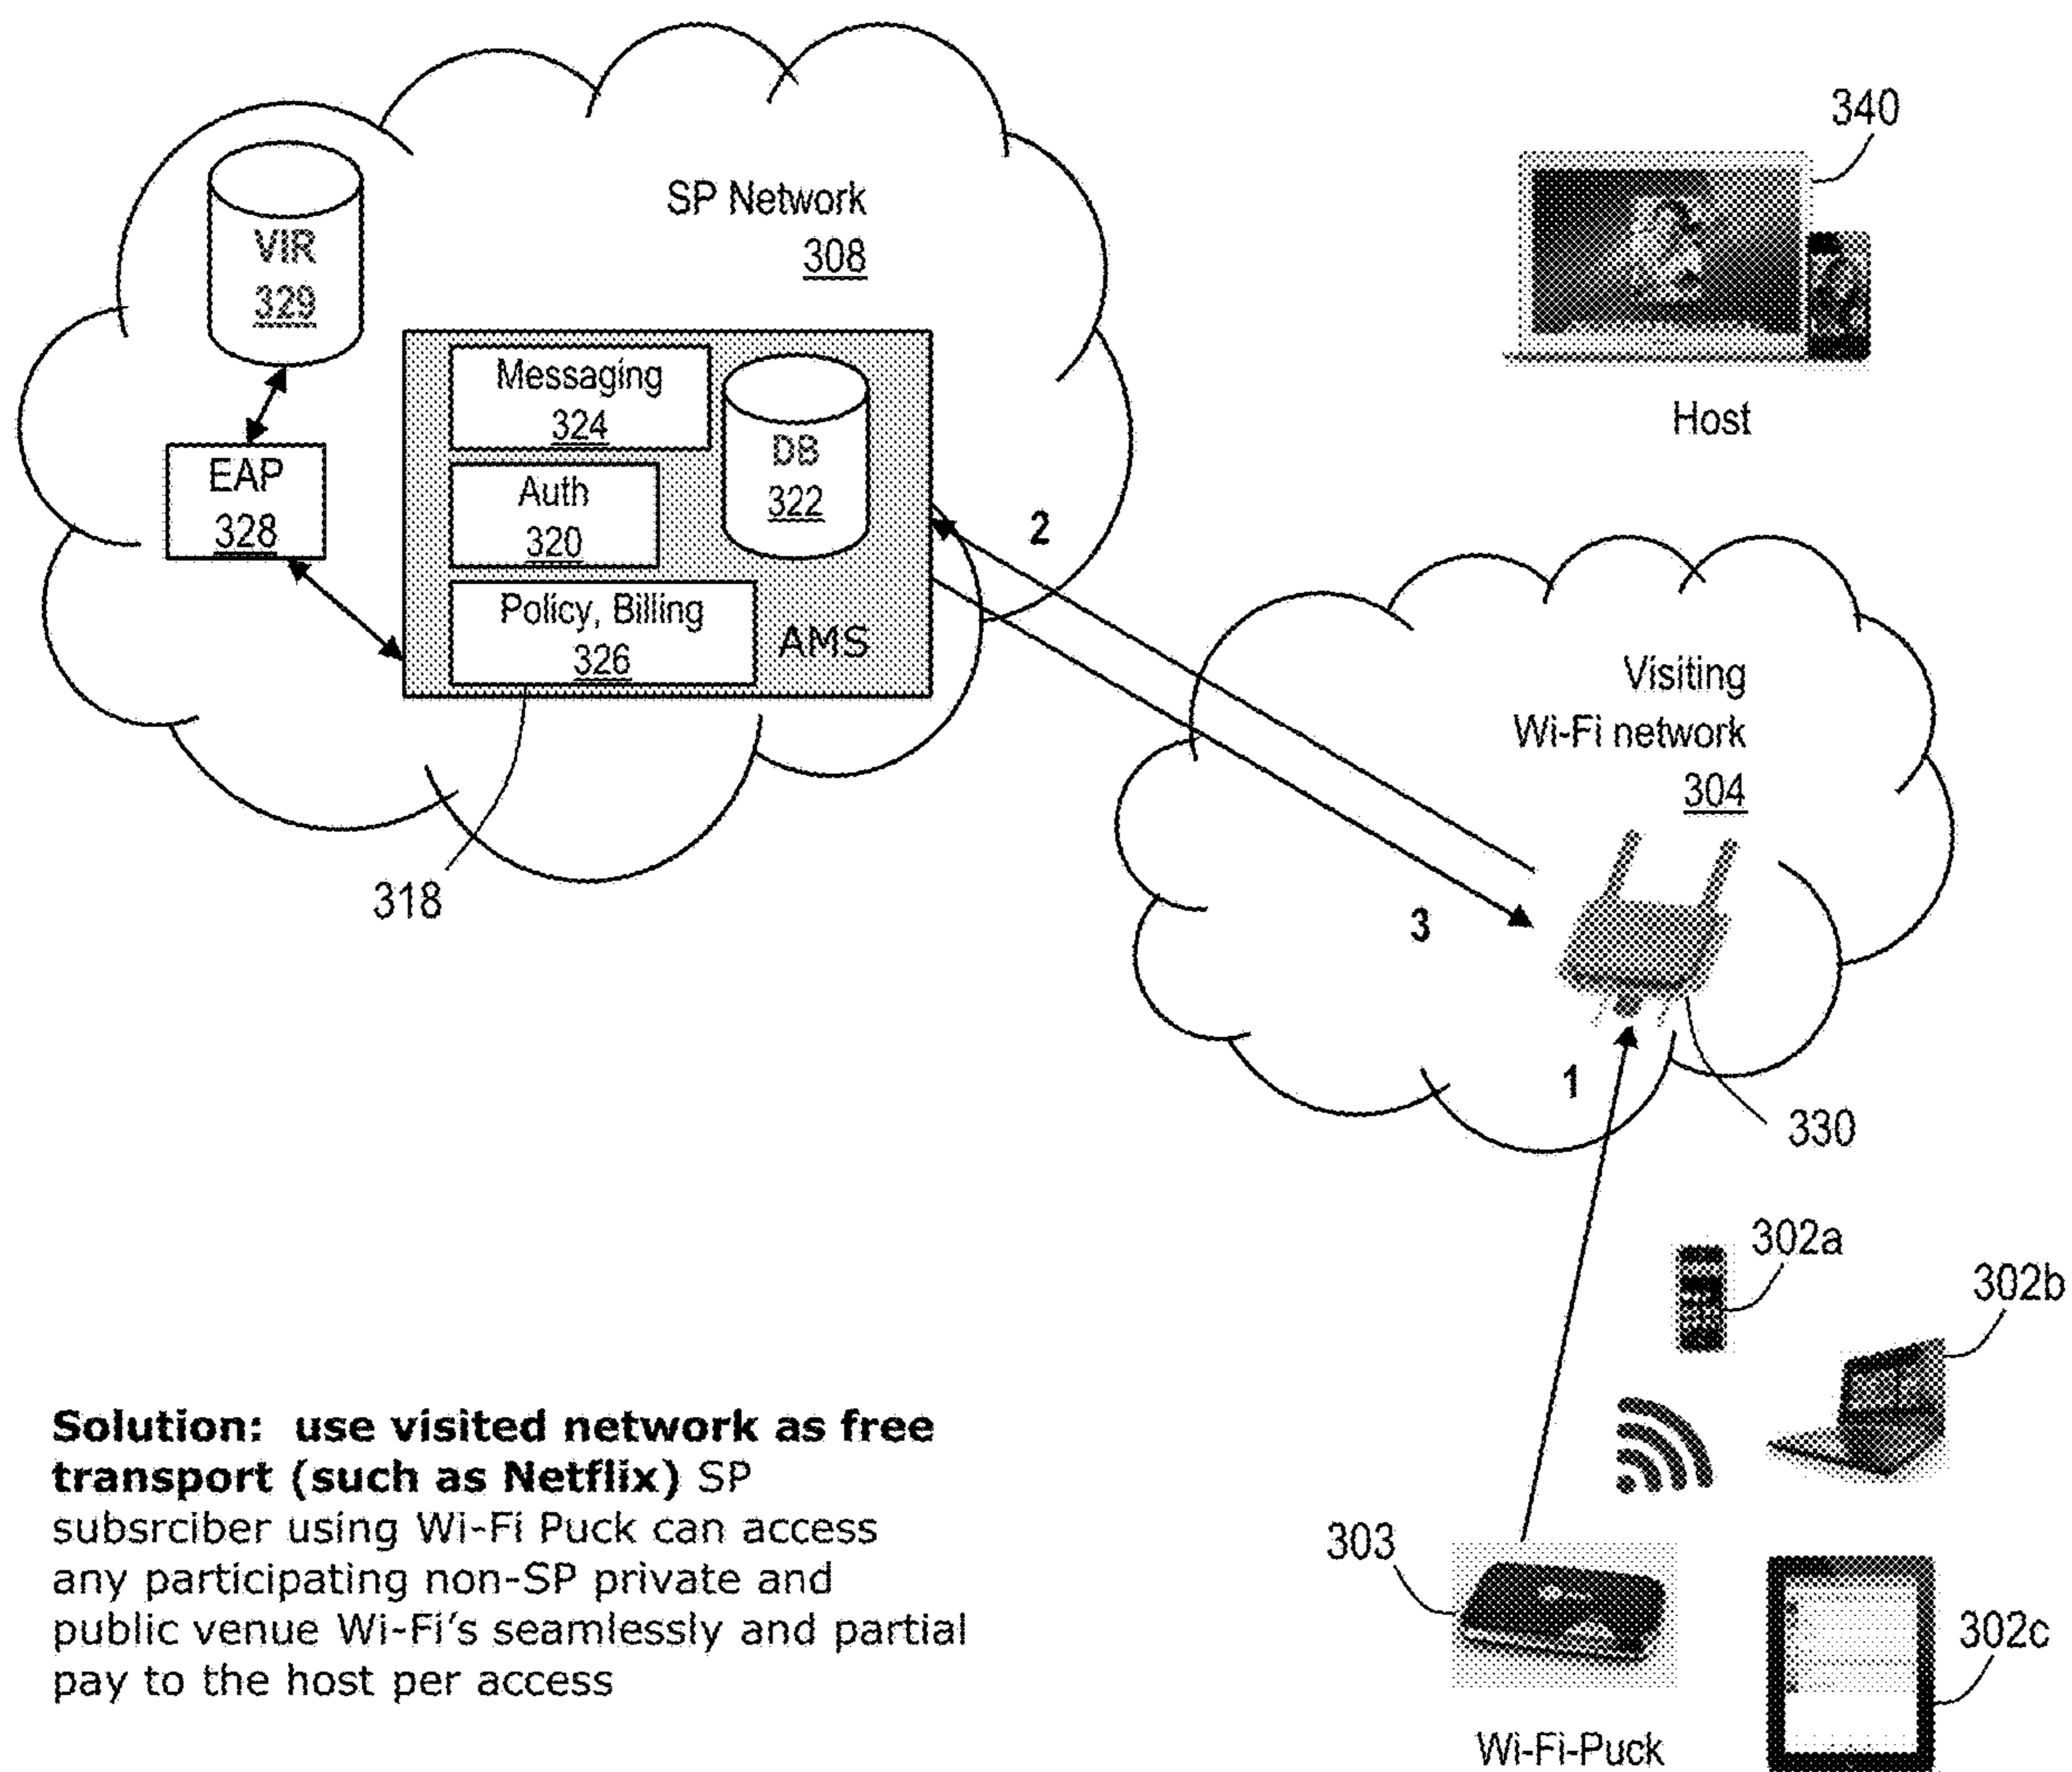 340
SP Network
308
VIR
329
Messaging
324
DB
322
Host
EAP
328
Auth
320
2
Policy, Billing
326
AMS
Visiting
Wi-Fi network
304
318
3
1
330
302a
302b
Solution: use visited network as free
transport (such as Netflix) SP
subsrciber using Wi-Fi Puck can access
any participating non-SP private and
public venue Wi-Fi's seamlessly and partial
pay to the host per access
303
302c
Wi-Fi-Puck